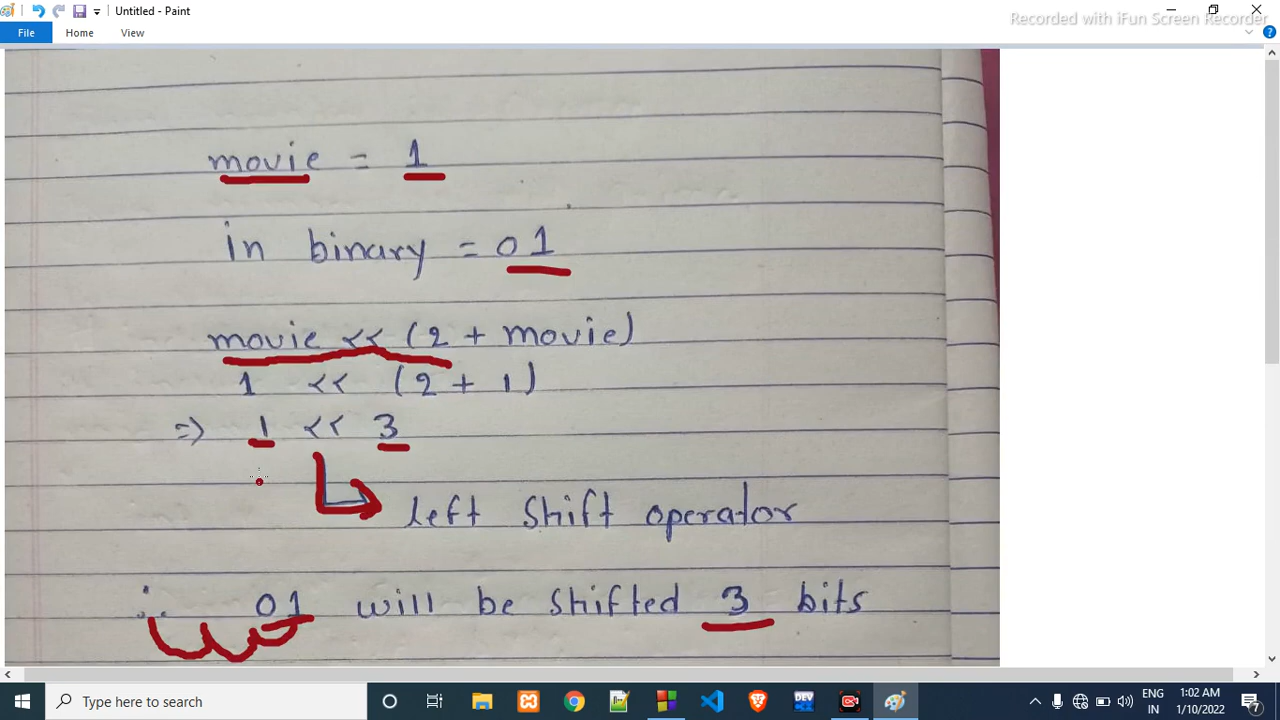 Untitled - Paint
Recorded with iFun Screen Recorder
File Home View
movie = 1
in binary = 01
movie << (2 + movie)
1 << (2 + 1)
=> 1 << 3
left shift operator
∴ 01 will be shifted 3 bits
Type here to search
ENG
IN
1:02 AM
1/10/2022
7